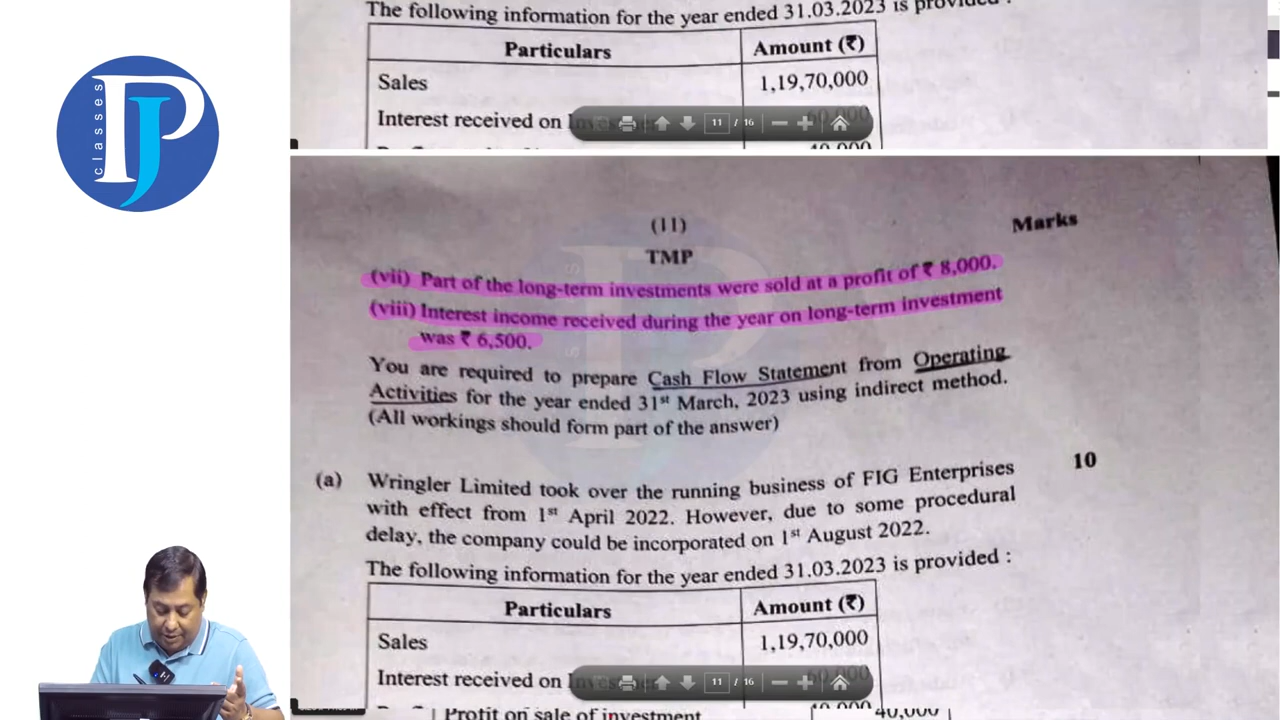 The following information for the year ended 31.03.2023 is provided :
Particulars Amount (₹)
Sales 1,19,70,000
Interest received on
11 / 16
classes
PJ
(11)
Marks
TMP
(vii) Part of the long-term investments were sold at a profit of ₹ 8,000.
(viii) Interest income received during the year on long-term investment
was ₹ 6,500.
You are required to prepare Cash Flow Statement from Operating
Activities for the year ended 31st March, 2023 using indirect method.
(All workings should form part of the answer)
10
(a) Wringler Limited took over the running business of FIG Enterprises
with effect from 1st April 2022. However, due to some procedural
delay, the company could be incorporated on 1st August 2022.
The following information for the year ended 31.03.2023 is provided :
Particulars Amount (₹)
Sales 1,19,70,000
Interest received on
11 / 16
Profit on sale of investment 40,000